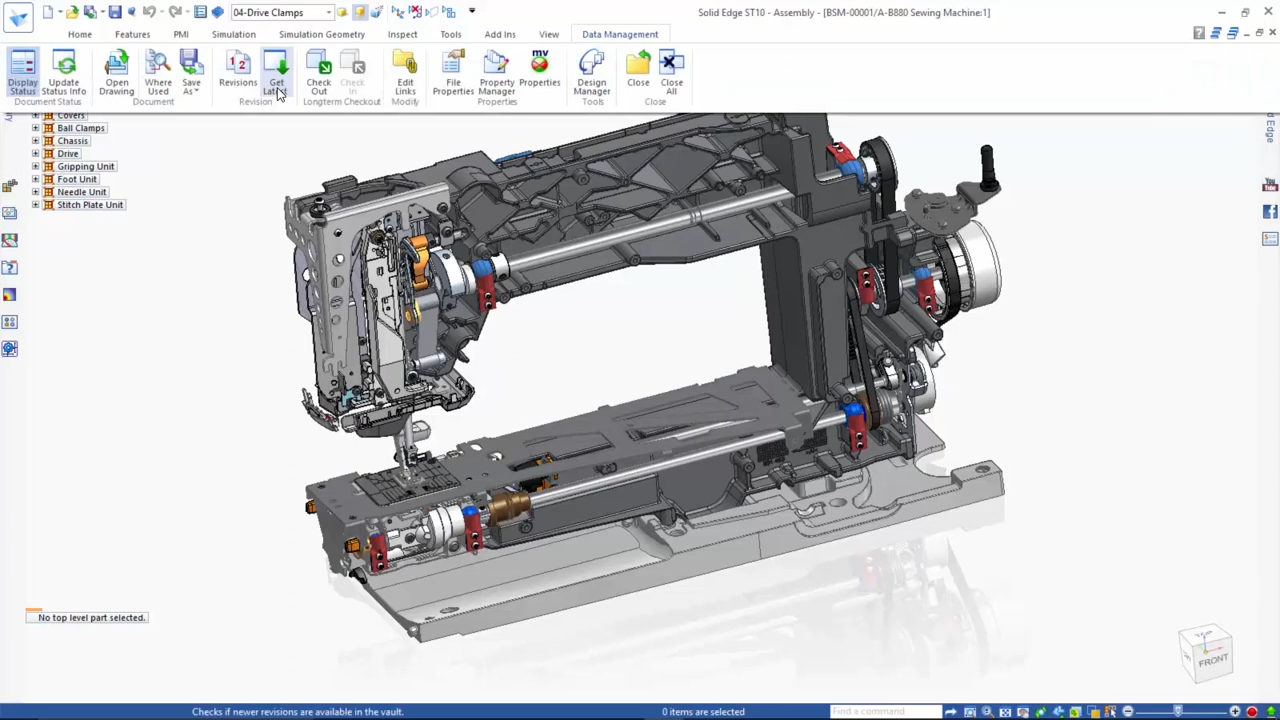 04-Drive Clamps
Solid Edge ST10 - Assembly - [BSM-00001/A-B880 Sewing Machine:1]
Home Features PMI Simulation Simulation Geometry Inspect Tools Add Ins View Data Management
Display Status
Update Status Info
Open Drawing
Where Used
Save As
Revisions
Get Latest
Check Out
Check In
Edit Links
File Properties
Property Manager
Properties
Design Manager
Close
Close All
Document Status Document Revision Longterm Checkout Modify Properties Tools Close
Covers
Ball Clamps
Chassis
Drive
Gripping Unit
Foot Unit
Needle Unit
Stitch Plate Unit
No top level part selected.
TOP
FRONT
Checks if newer revisions are available in the vault.
0 items are selected
Find a command